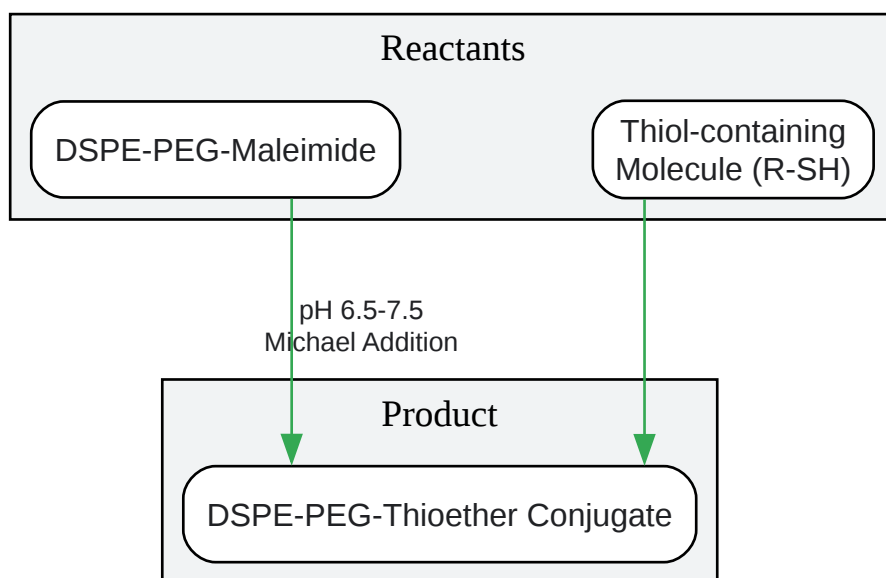 Reactants
DSPE-PEG-Maleimide
Thiol-containing
Molecule (R-SH)
pH 6.5-7.5
Michael Addition
Product
DSPE-PEG-Thioether Conjugate